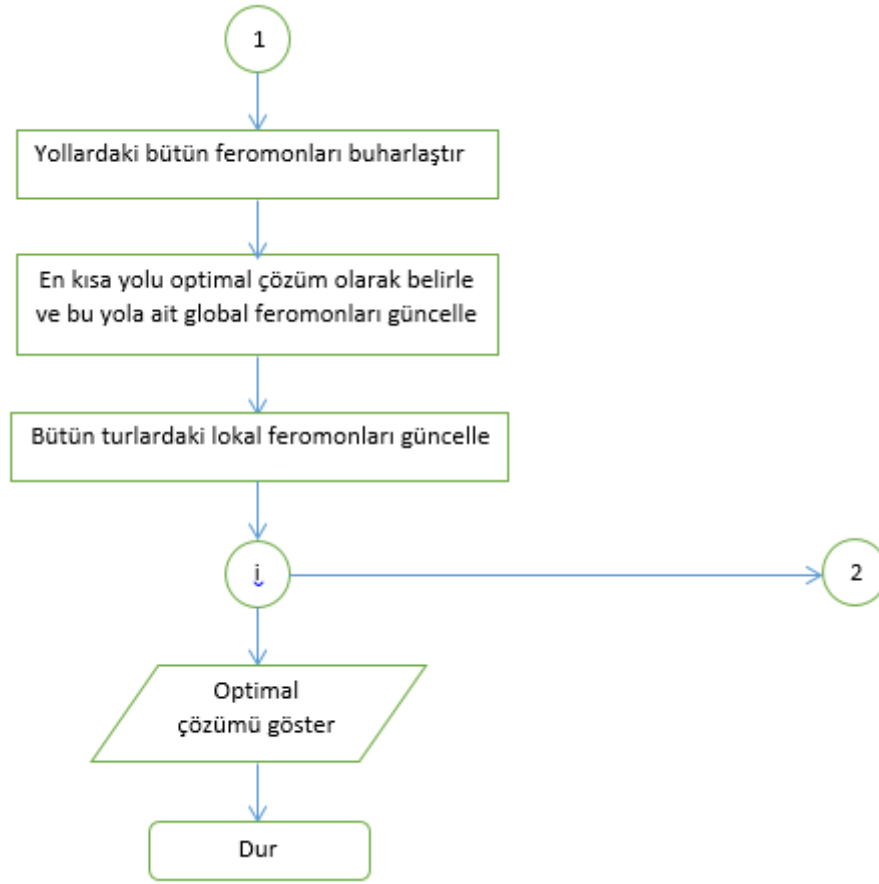 1
Yollardaki bütün feromonları buharlaştır
En kısa yolu optimal çözüm olarak belirle
ve bu yola ait global feromonları güncelle
Bütün turlardaki lokal feromonları güncelle
i
2
Optimal
çözümü göster
Dur